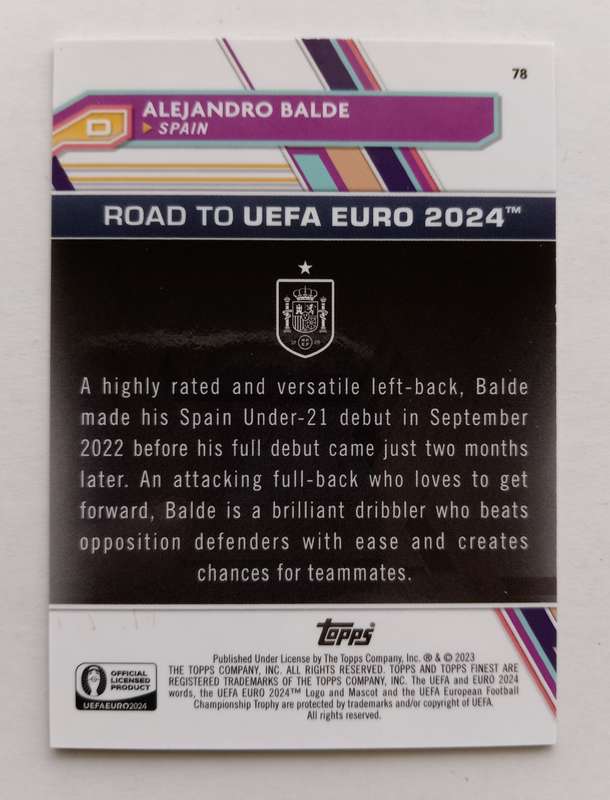 78
D
ALEJANDRO BALDE
SPAIN
ROAD TO UEFA EURO 2024™
A highly rated and versatile left-back, Balde
made his Spain Under-21 debut in September
2022 before his full debut came just two months
later. An attacking full-back who loves to get
forward, Balde is a brilliant dribbler who beats
opposition defenders with ease and creates
chances for teammates.
topps
Published Under License by The Topps Company, Inc. ® & © 2023
THE TOPPS COMPANY, INC. ALL RIGHTS RESERVED. TOPPS AND TOPPS FINEST ARE
REGISTERED TRADEMARKS OF THE TOPPS COMPANY, INC. The UEFA and EURO 2024
words, the UEFA EURO 2024™ Logo and Mascot and the UEFA European Football
Championship Trophy are protected by trademarks and/or copyright of UEFA.
All rights reserved.
OFFICIAL
LICENSED
PRODUCT
UEFA EURO2024